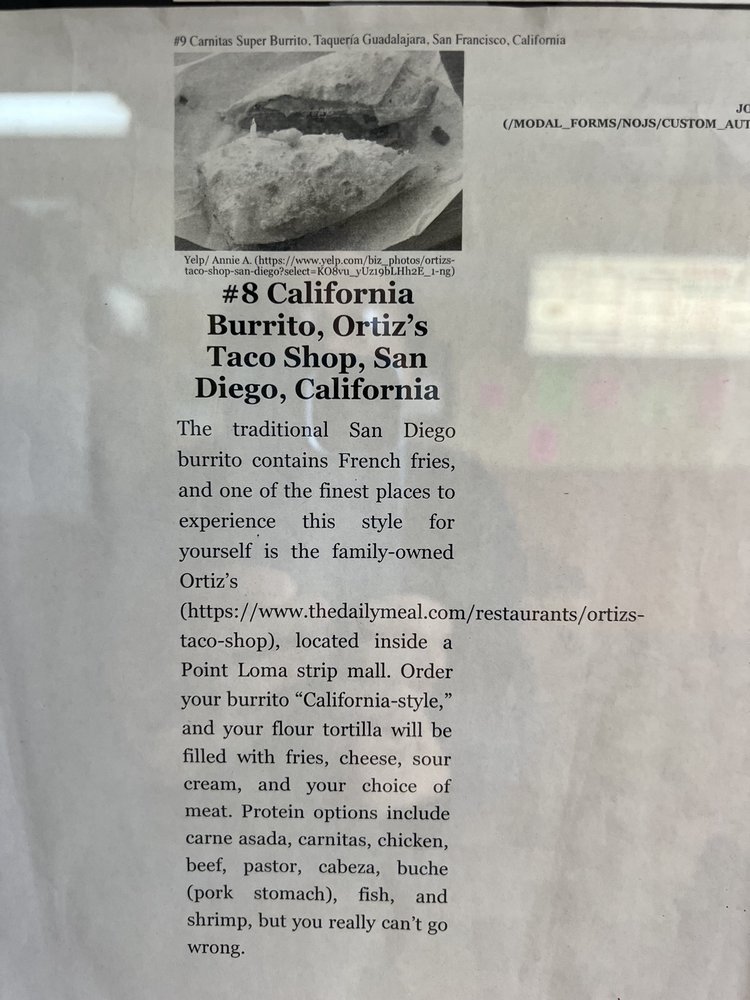 #9 Carnitas Super Burrito, Taquería Guadalajara, San Francisco, California
JO
(/MODAL_FORMS/NOJS/CUSTOM_AUT
Yelp/ Annie A. (https://www.yelp.com/biz_photos/ortizs-
taco-shop-san-diego?select=KO8vu_yUz19bLHh2E_1-ng)
#8 California
Burrito, Ortiz’s
Taco Shop, San
Diego, California
The traditional San Diego
burrito contains French fries,
and one of the finest places to
experience this style for
yourself is the family-owned
Ortiz’s
(https://www.thedailymeal.com/restaurants/ortizs-
taco-shop), located inside a
Point Loma strip mall. Order
your burrito “California-style,”
and your flour tortilla will be
filled with fries, cheese, sour
cream, and your choice of
meat. Protein options include
carne asada, carnitas, chicken,
beef, pastor, cabeza, buche
(pork stomach), fish, and
shrimp, but you really can’t go
wrong.